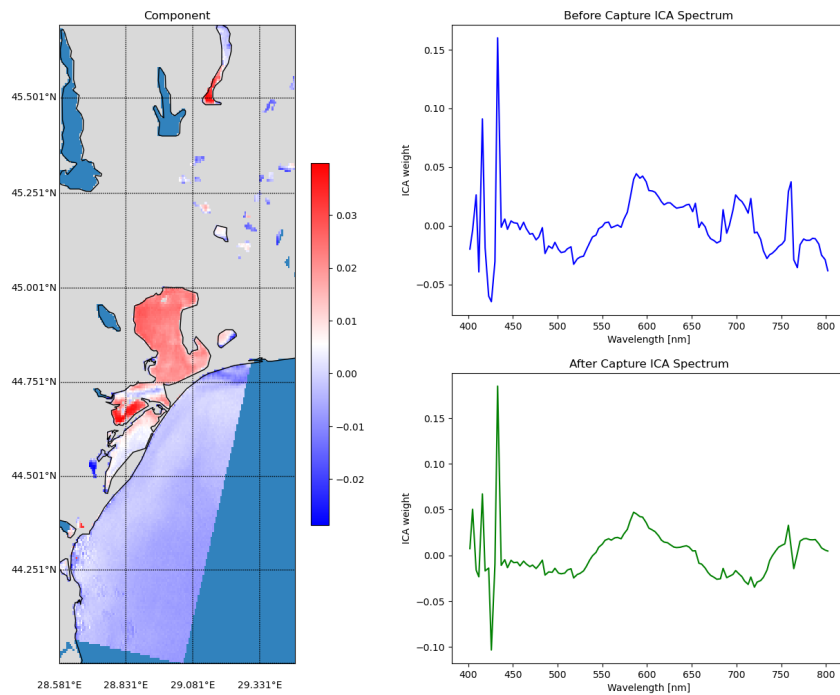 Component
45.501°N
45.251°N
45.001°N
44.751°N
44.501°N
44.251°N
28.581°E 28.831°E 29.081°E 29.331°E
0.03
0.02
0.01
0.00
−0.01
−0.02
Before Capture ICA Spectrum
ICA weight
0.15
0.10
0.05
0.00
−0.05
400 450 500 550 600 650 700 750 800
Wavelength [nm]
After Capture ICA Spectrum
ICA weight
0.15
0.10
0.05
0.00
−0.05
−0.10
400 450 500 550 600 650 700 750 800
Wavelength [nm]